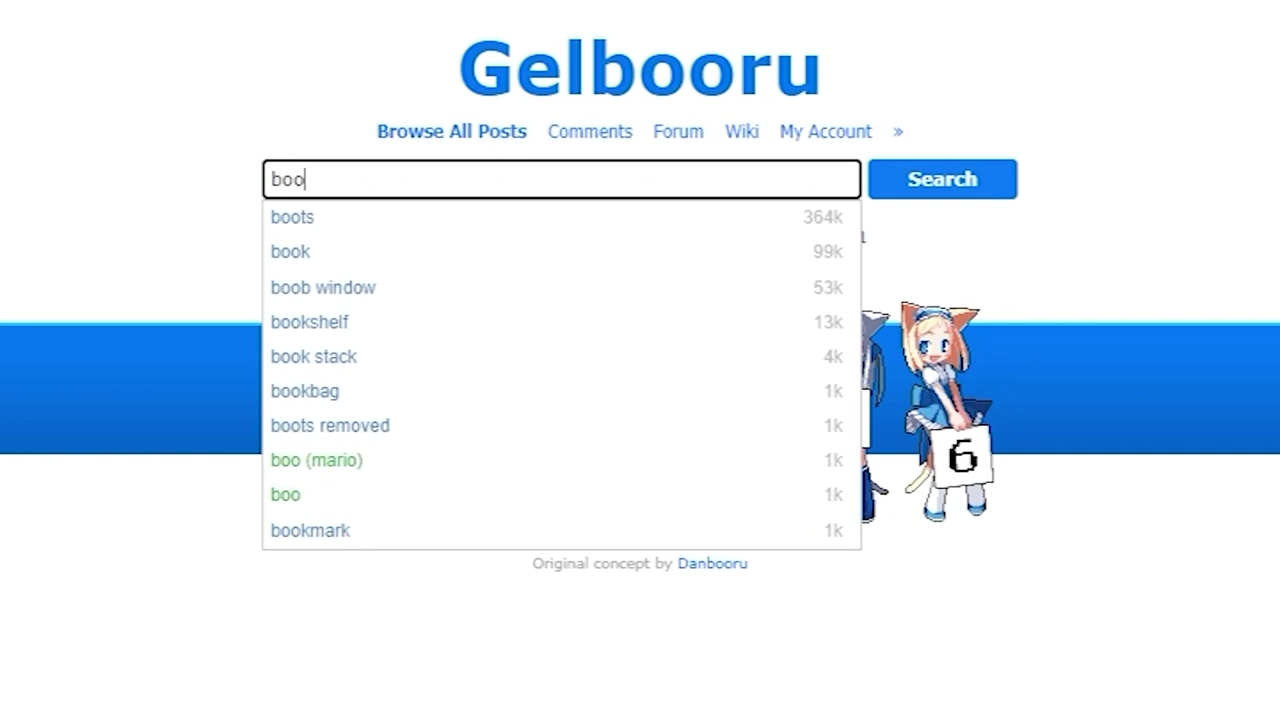 Gelbooru
Browse All Posts Comments Forum Wiki My Account »
boo Search
boots 364k
book 99k
boob window 53k
bookshelf 13k
book stack 4k
bookbag 1k
boots removed 1k
boo (mario) 1k
boo 1k
bookmark 1k
6
Original concept by Danbooru